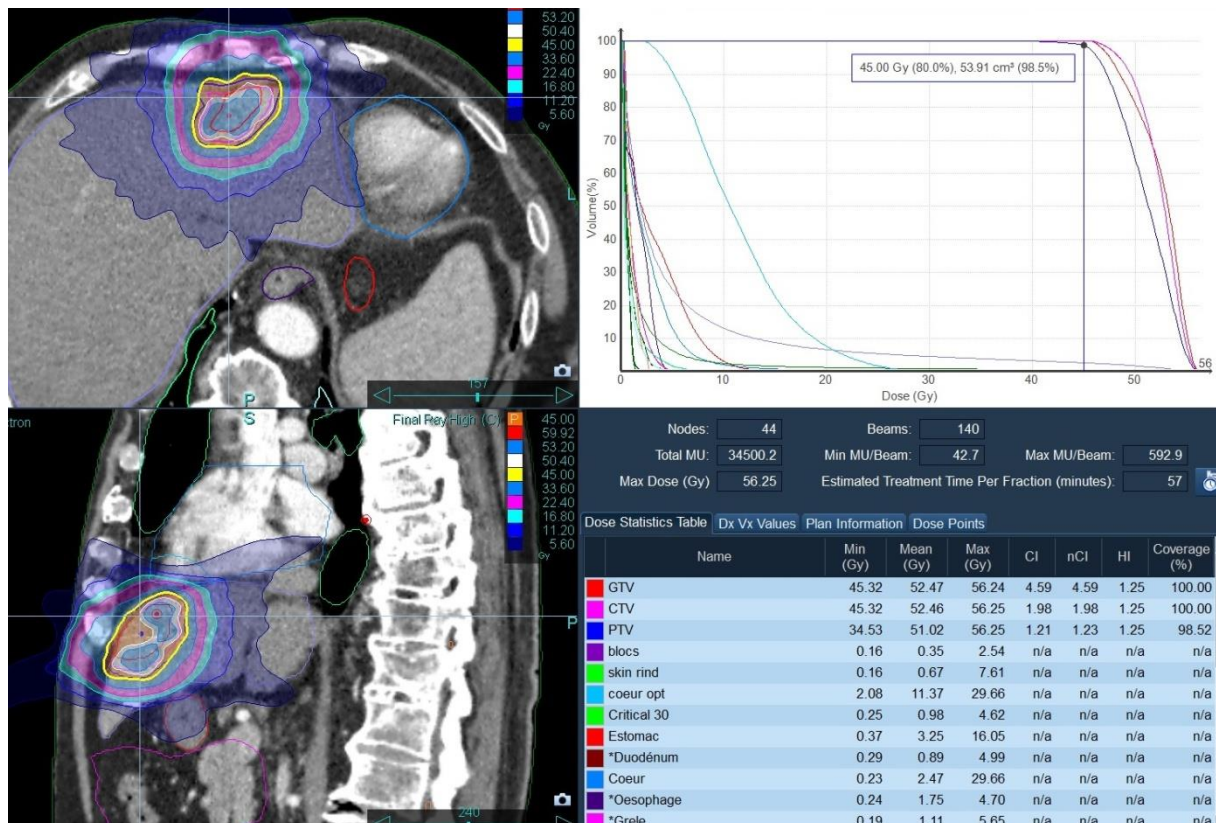 53.20
50.40
45.00
33.60
22.40
16.80
11.20
5.60
Gy
L
P
157
S
tron
Final Ray High (C)
P
45.00
59.92
53.20
50.40
45.00
33.60
22.40
16.80
11.20
5.60
Gy
P
240
100
100
90
80
70
60
50
40
30
20
10
Volume(%)
45.00 Gy (80.0%), 53.91 cm³ (98.5%)
56
0
10
20
30
40
50
Dose (Gy)
Nodes: 44 Beams: 140
Total MU: 34500.2 Min MU/Beam: 42.7 Max MU/Beam: 592.9
Max Dose (Gy) 56.25 Estimated Treatment Time Per Fraction (minutes): 57
Dose Statistics Table Dx Vx Values Plan Information Dose Points
Name Min (Gy) Mean (Gy) Max (Gy) CI nCI HI Coverage (%)
GTV 45.32 52.47 56.24 4.59 4.59 1.25 100.00
CTV 45.32 52.46 56.25 1.98 1.98 1.25 100.00
PTV 34.53 51.02 56.25 1.21 1.23 1.25 98.52
blocs 0.16 0.35 2.54 n/a n/a n/a n/a
skin rind 0.16 0.67 7.61 n/a n/a n/a n/a
coeur opt 2.08 11.37 29.66 n/a n/a n/a n/a
Critical 30 0.25 0.98 4.62 n/a n/a n/a n/a
Estomac 0.37 3.25 16.05 n/a n/a n/a n/a
*Duodénum 0.29 0.89 4.99 n/a n/a n/a n/a
Coeur 0.23 2.47 29.66 n/a n/a n/a n/a
*Oesophage 0.24 1.75 4.70 n/a n/a n/a n/a
*Grele 0.19 1.11 5.65 n/a n/a n/a n/a